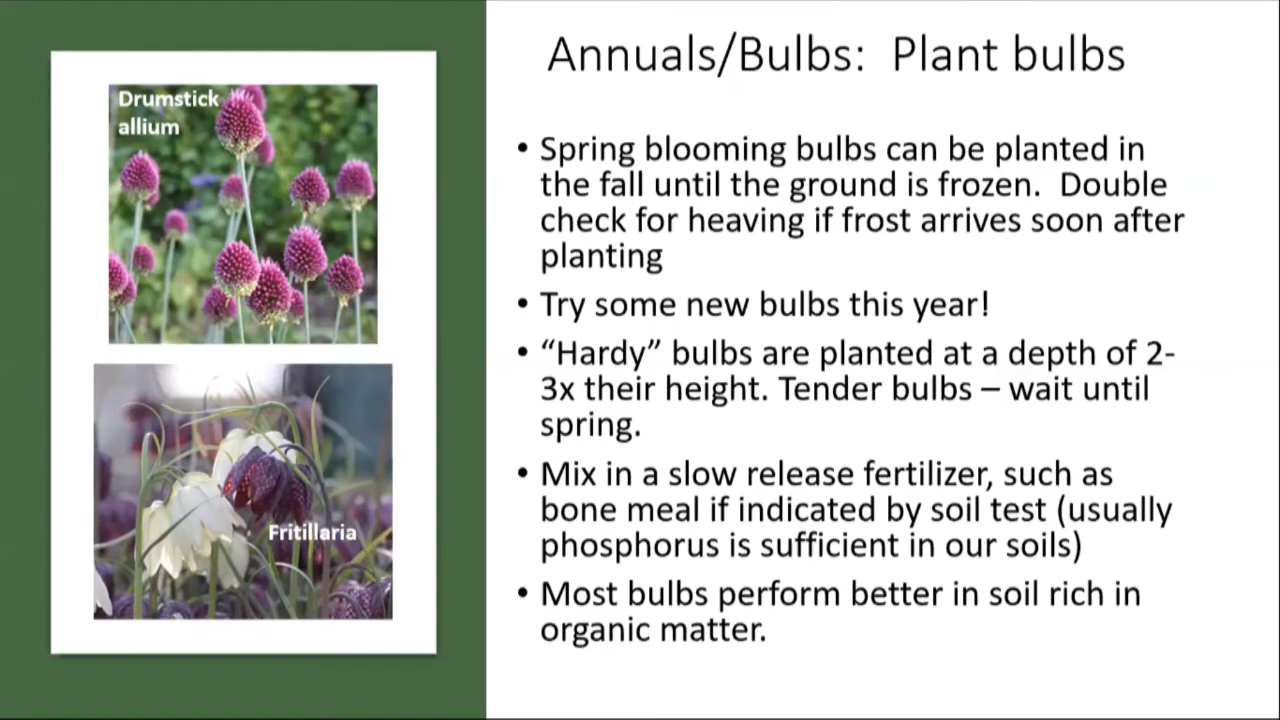 Drumstick
allium
Fritillaria
Annuals/Bulbs:  Plant bulbs
• Spring blooming bulbs can be planted in
the fall until the ground is frozen.  Double
check for heaving if frost arrives soon after
planting
• Try some new bulbs this year!
• “Hardy” bulbs are planted at a depth of 2-
3x their height. Tender bulbs – wait until
spring.
• Mix in a slow release fertilizer, such as
bone meal if indicated by soil test (usually
phosphorus is sufficient in our soils)
• Most bulbs perform better in soil rich in
organic matter.